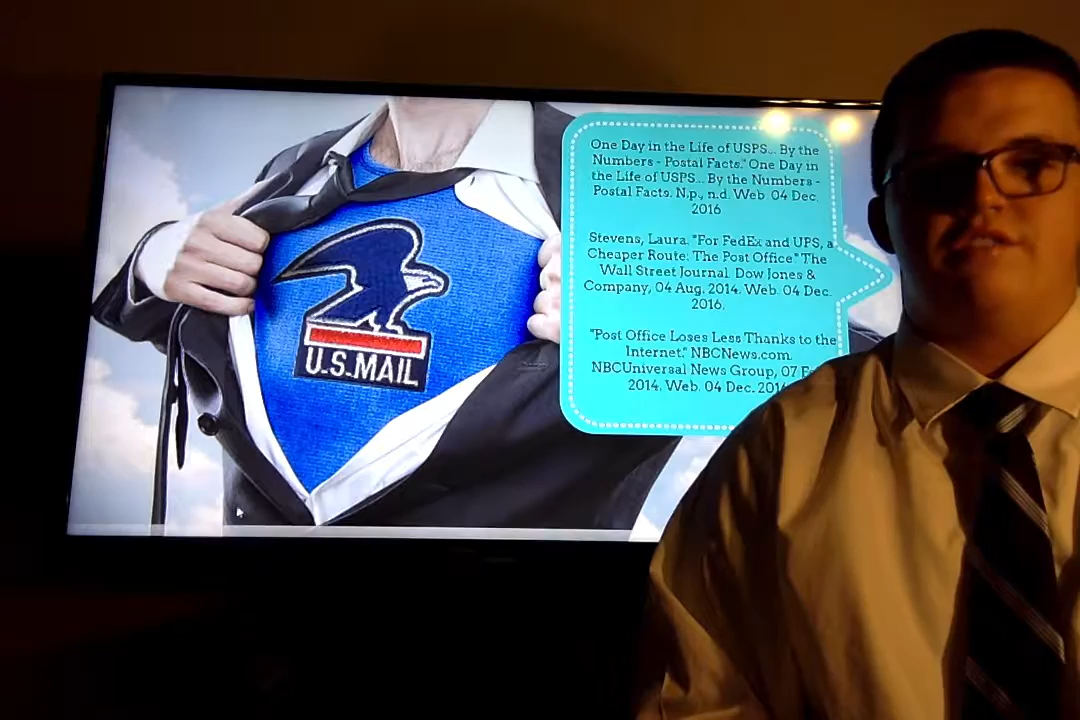 One Day in the Life of USPS... By the
Numbers - Postal Facts." One Day in
the Life of USPS... By the Numbers -
Postal Facts. N.p., n.d. Web. 04 Dec.
2016
Stevens, Laura. "For FedEx and UPS, a
Cheaper Route: The Post Office." The
Wall Street Journal. Dow Jones &
Company, 04 Aug. 2014. Web. 04 Dec.
2016.
"Post Office Loses Less Thanks to the
Internet." NBCNews.com.
NBCUniversal News Group, 07
2014. Web. 04 Dec. 2016
U.S.MAIL